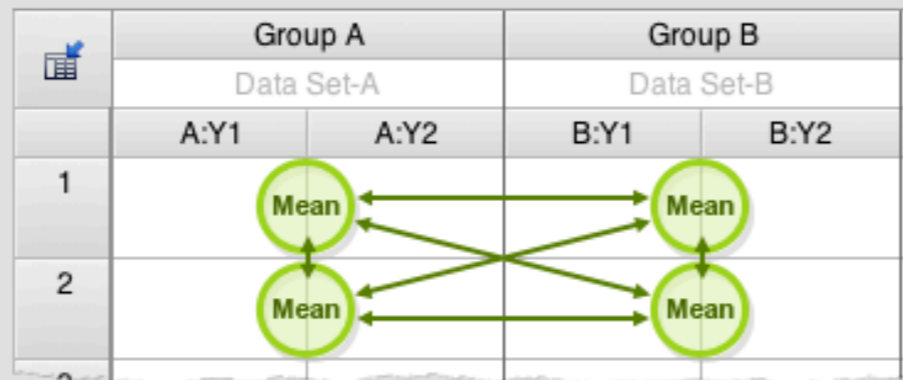 Group A Group B
Data Set-A Data Set-B
A:Y1 A:Y2 B:Y1 B:Y2
1 Mean Mean
2 Mean Mean